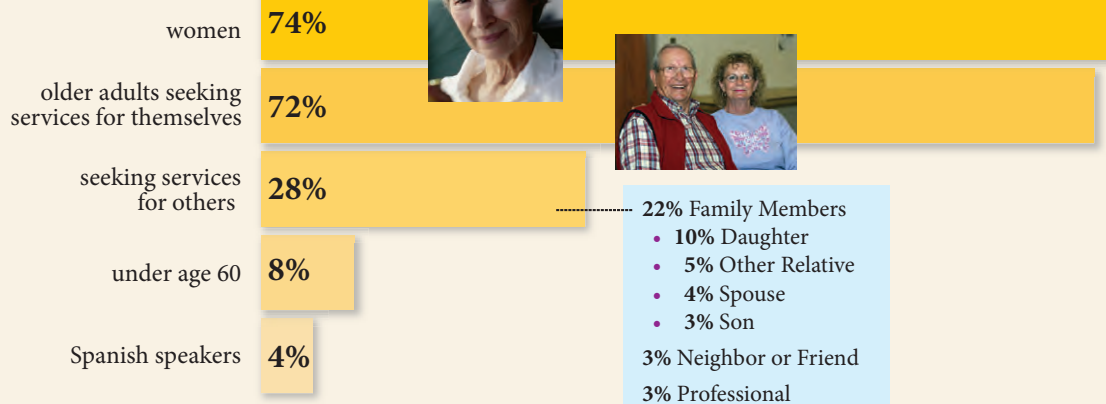 women
74%
older adults seeking
services for themselves
72%
seeking services
for others
28%
22% Family Members
• 10% Daughter
• 5% Other Relative
• 4% Spouse
• 3% Son
3% Neighbor or Friend
3% Professional
under age 60
8%
Spanish speakers
4%